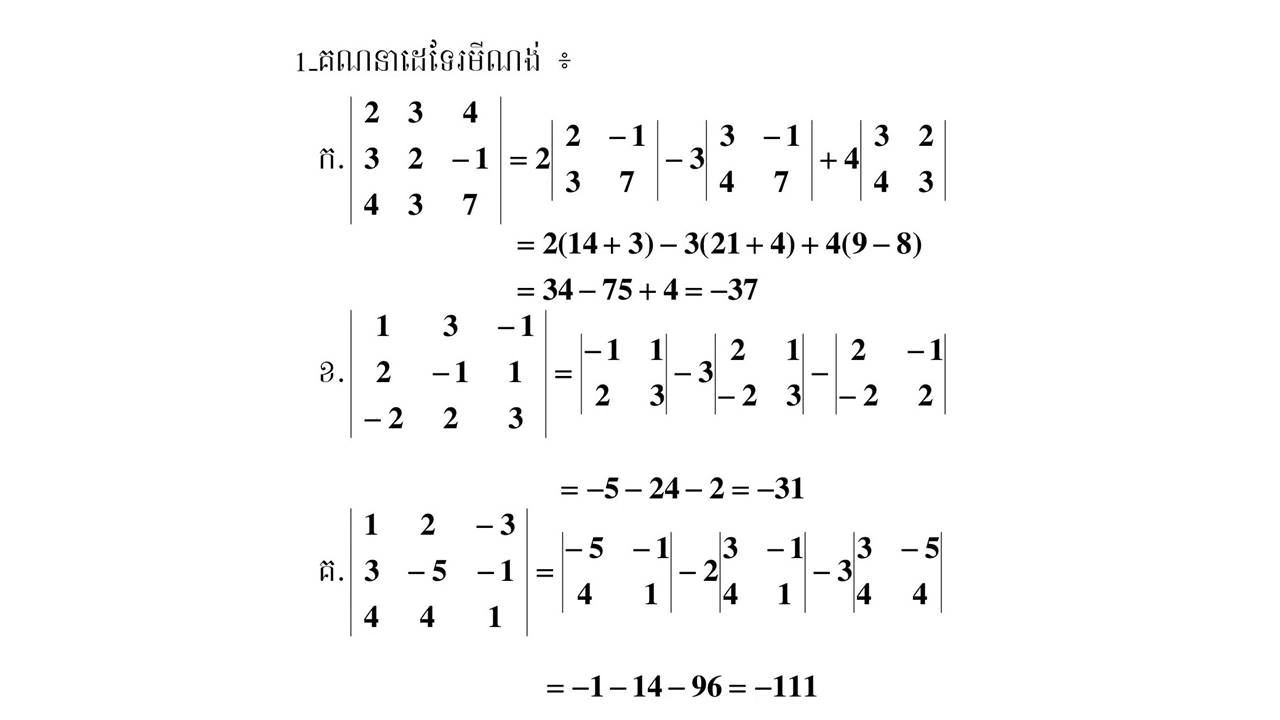 1-គណនាដេទែរមីណង់ ៖
ក. | 2 3 4 | = 2 | 2 −1 | − 3 | 3 −1 | + 4 | 3 2 |
| 3 2 −1 | | 3 7 | | 4 7 | | 4 3 |
| 4 3 7 |
= 2(14 + 3) − 3(21 + 4) + 4(9 − 8)
= 34 − 75 + 4 = −37
ខ. | 1 3 −1 | = | −1 1 | − 3 | 2 1 | − | 2 −1 |
| 2 −1 1 | | 2 3 | | −2 3 | | −2 2 |
| −2 2 3 |
= −5 − 24 − 2 = −31
គ. | 1 2 −3 | = | −5 −1 | − 2 | 3 −1 | − 3 | 3 −5 |
| 3 −5 −1 | | 4 1 | | 4 1 | | 4 4 |
| 4 4 1 |
= −1 − 14 − 96 = −111